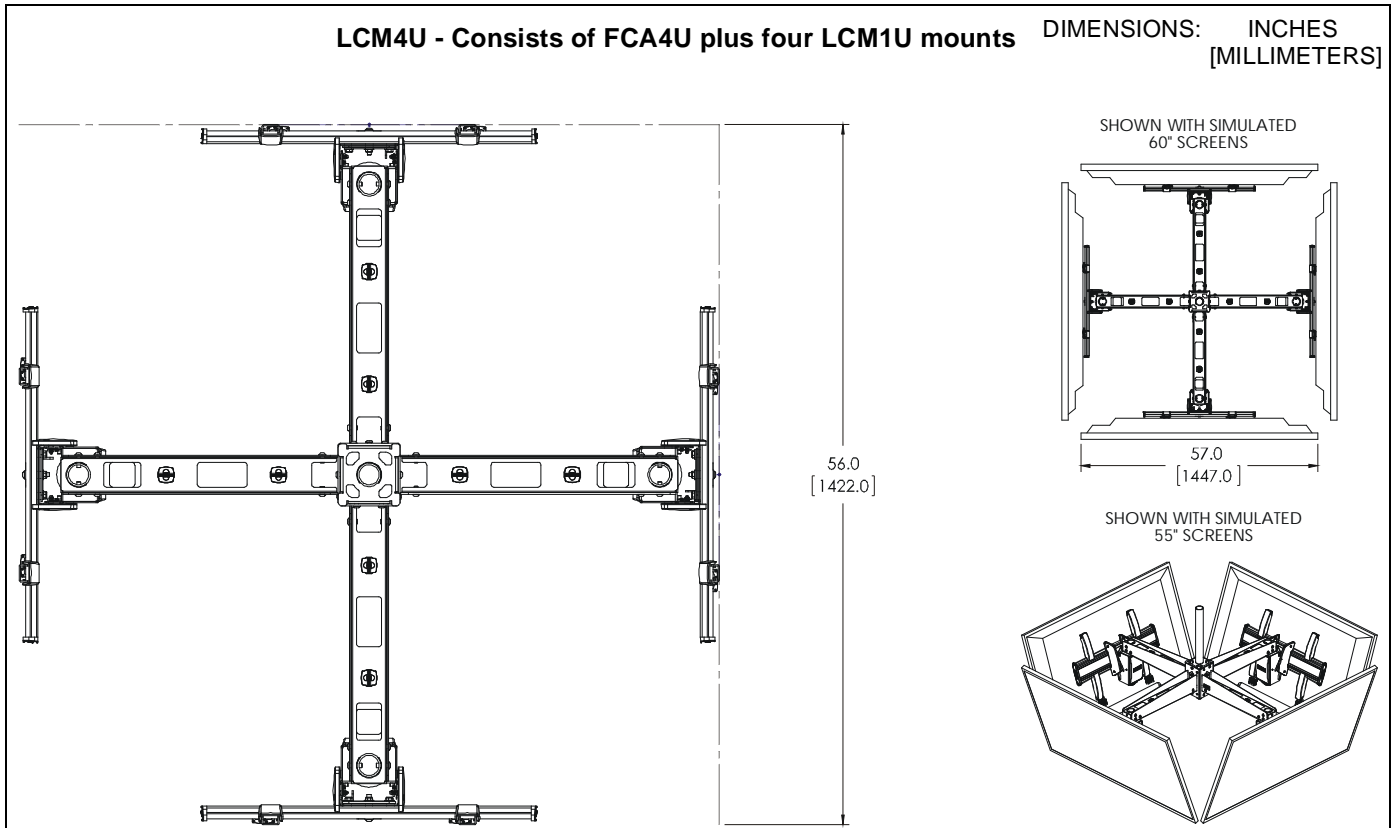 LCM4U - Consists of FCA4U plus four LCM1U mounts
DIMENSIONS: INCHES
[MILLIMETERS]
SHOWN WITH SIMULATED
60" SCREENS
56.0
[1422.0]
57.0
[1447.0]
SHOWN WITH SIMULATED
55" SCREENS